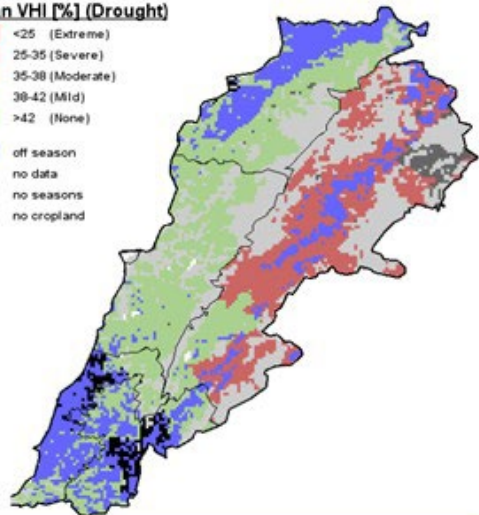 n VHI [%] (Drought)
<25 (Extreme)
25-35 (Severe)
35-38 (Moderate)
38-42 (Mild)
>42 (None)
off season
no data
no seasons
no cropland